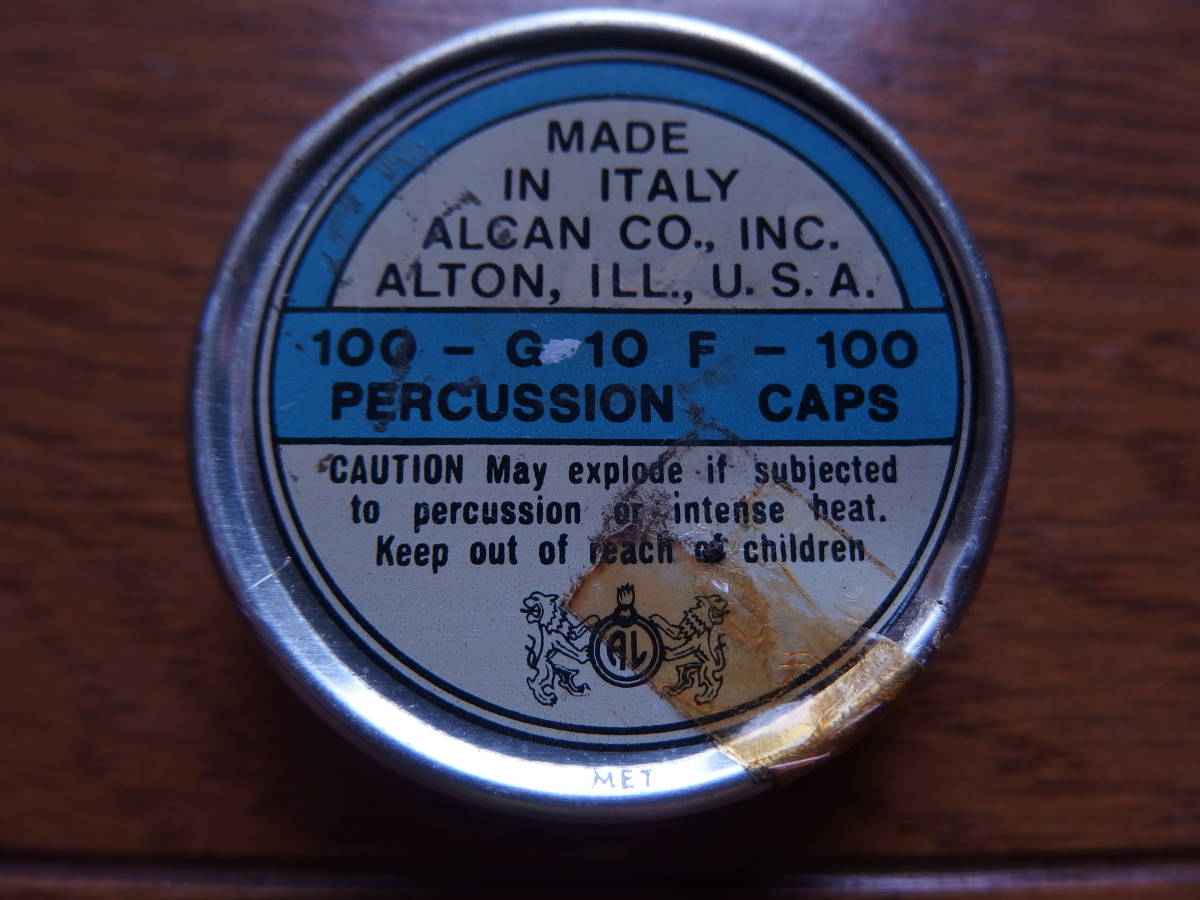 MADE
IN ITALY
ALCAN CO., INC.
ALTON, ILL., U. S. A.
100 - G 10 F - 100
PERCUSSION CAPS
CAUTION May explode if subjected
to percussion or intense heat.
Keep out of reach of children
AL
MET